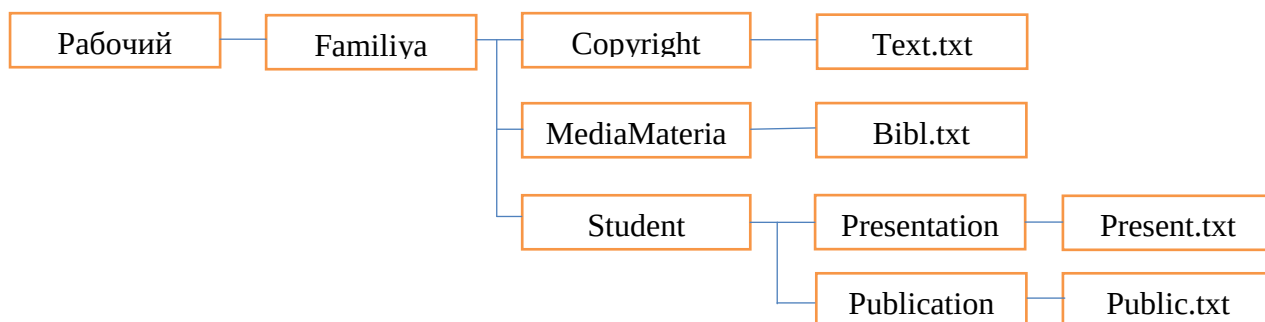 Рабочий
Familiya
Copyright
Text.txt
MediaMateria
Bibl.txt
Student
Presentation
Present.txt
Publication
Public.txt